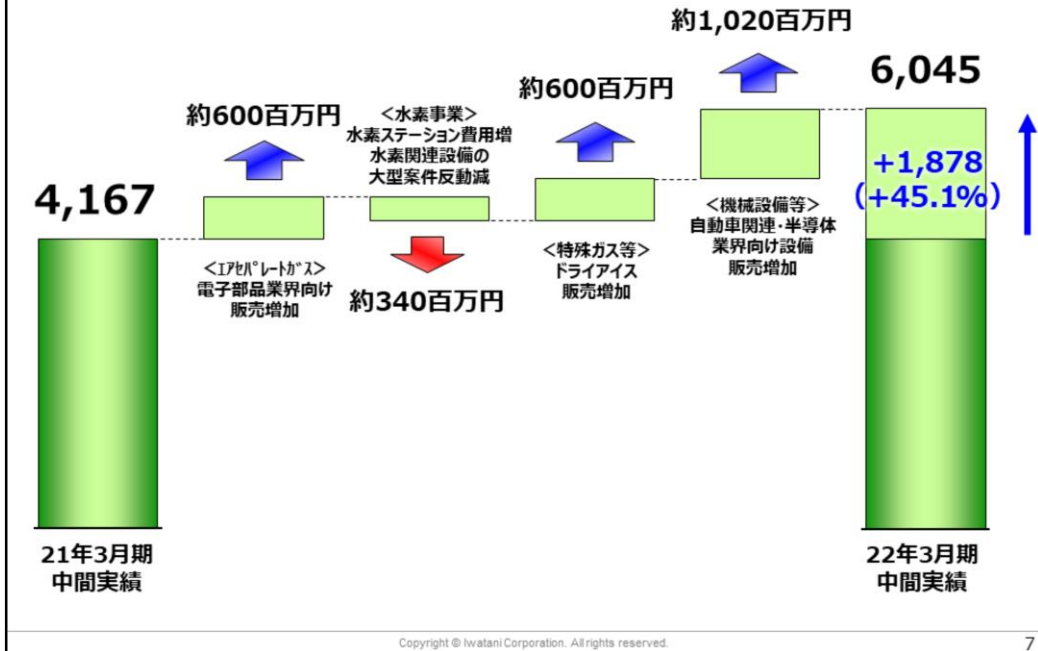 4,167
21年3月期
中間実績
約600百万円
<ｴｱｾﾊﾟﾚｰﾄｶﾞｽ>
電子部品業界向け
販売増加
<水素事業>
水素ステーション費用増
水素関連設備の
大型案件反動減
約340百万円
約600百万円
<特殊ガス等>
ドライアイス
販売増加
約1,020百万円
<機械設備等>
自動車関連･半導体
業界向け設備
販売増加
6,045
+1,878
(+45.1%)
22年3月期
中間実績
Copyright © Iwatani Corporation. All rights reserved.
7